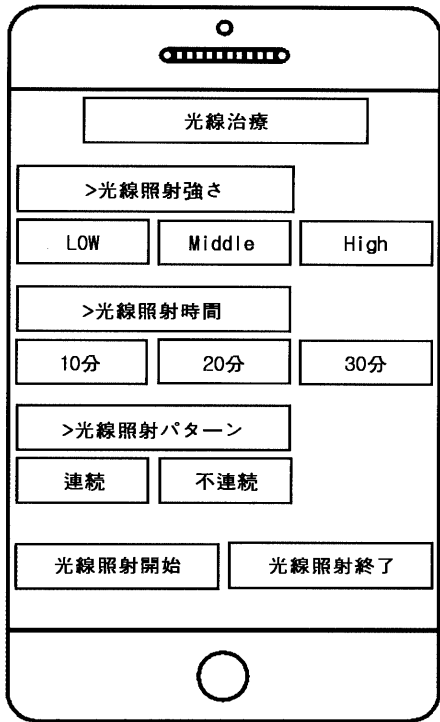 光線治療
>光線照射強さ
LOW Middle High
>光線照射時間
10分 20分 30分
>光線照射パターン
連続 不連続
光線照射開始 光線照射終了